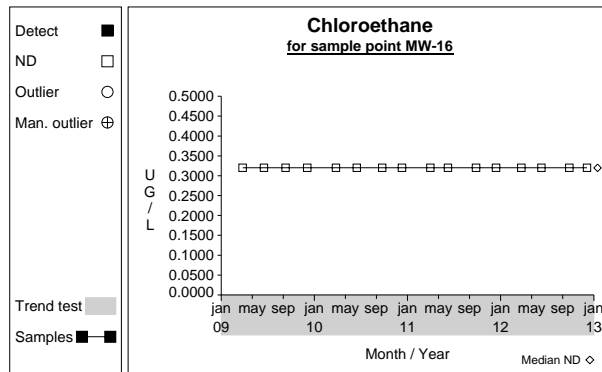 Detect
ND
Outlier
Man. outlier
Trend test
Samples
Chloroethane
for sample point MW-16
U
G
/
L
0.5000
0.4500
0.4000
0.3500
0.3000
0.2500
0.2000
0.1500
0.1000
0.0500
0.0000
jan may sep jan may sep jan may sep jan may sep jan
09 10 11 12 13
Month / Year
Median ND